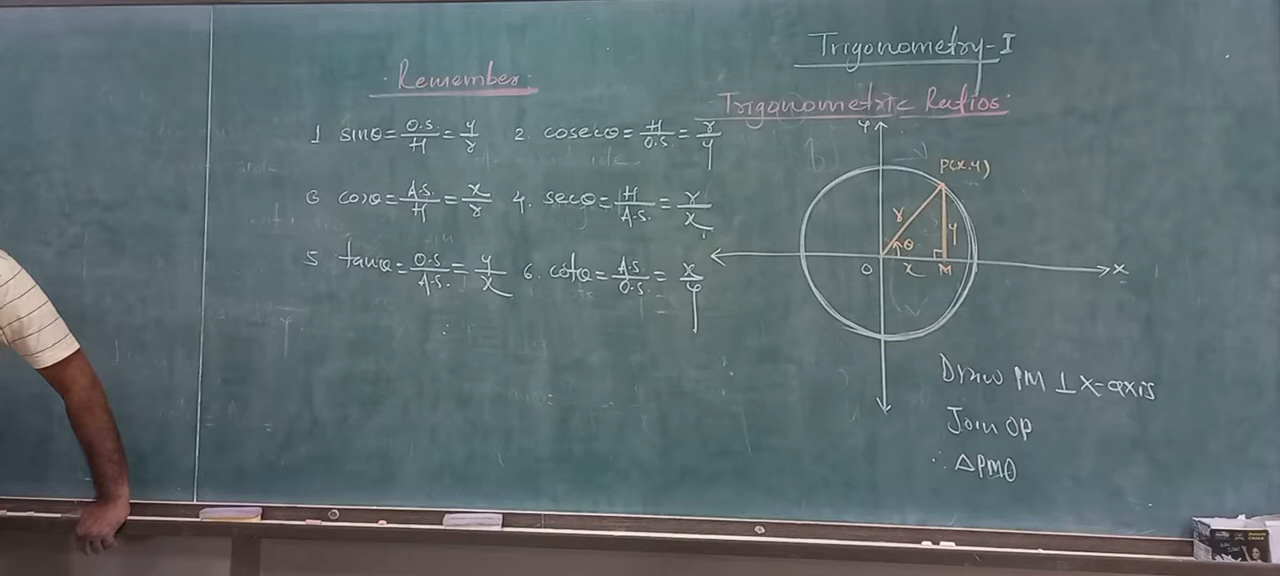 Trigonometry-I
Remember
Trigonometric Ratios
1 sinθ = O.S./H = y/r 2 cosecθ = H/O.S. = r/y
3 cosθ = A.S./H = x/r 4. secθ = H/A.S. = r/x
5 tanθ = O.S/A.S. = y/x 6. cotθ = A.S./O.S. = x/y
Y
P(x,y)
r
θ
y
O
x
M
X
Draw PM ⊥ X-axis
Join OP
∴ △PMO